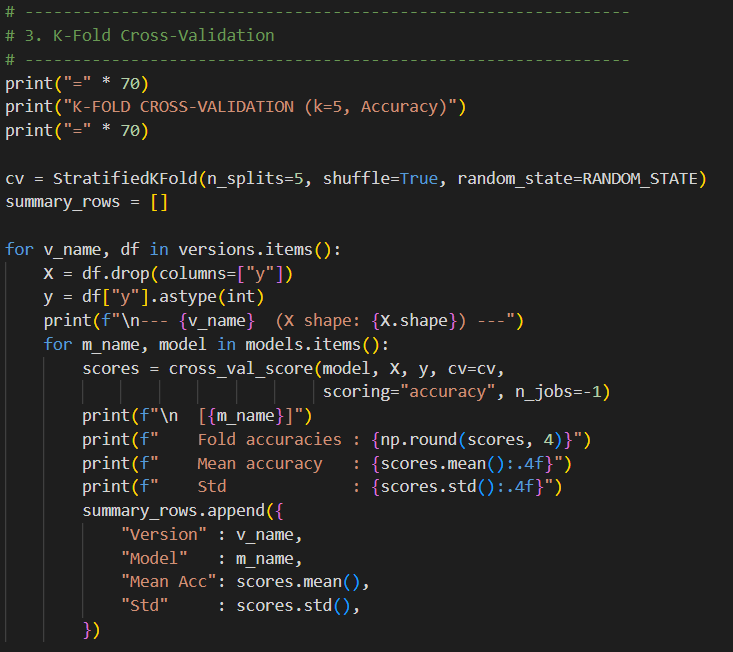 # ---------------------------------------------------------------
# 3. K-Fold Cross-Validation
# ---------------------------------------------------------------
print("=" * 70)
print("K-FOLD CROSS-VALIDATION (k=5, Accuracy)")
print("=" * 70)

cv = StratifiedKFold(n_splits=5, shuffle=True, random_state=RANDOM_STATE)
summary_rows = []

for v_name, df in versions.items():
    X = df.drop(columns=["y"])
    y = df["y"].astype(int)
    print(f"\n--- {v_name}  (X shape: {X.shape}) ---")
    for m_name, model in models.items():
        scores = cross_val_score(model, X, y, cv=cv,
                                 scoring="accuracy", n_jobs=-1)
        print(f"\n  [{m_name}]")
        print(f"    Fold accuracies : {np.round(scores, 4)}")
        print(f"    Mean accuracy   : {scores.mean():.4f}")
        print(f"    Std             : {scores.std():.4f}")
        summary_rows.append({
            "Version" : v_name,
            "Model"   : m_name,
            "Mean Acc": scores.mean(),
            "Std"     : scores.std(),
        })